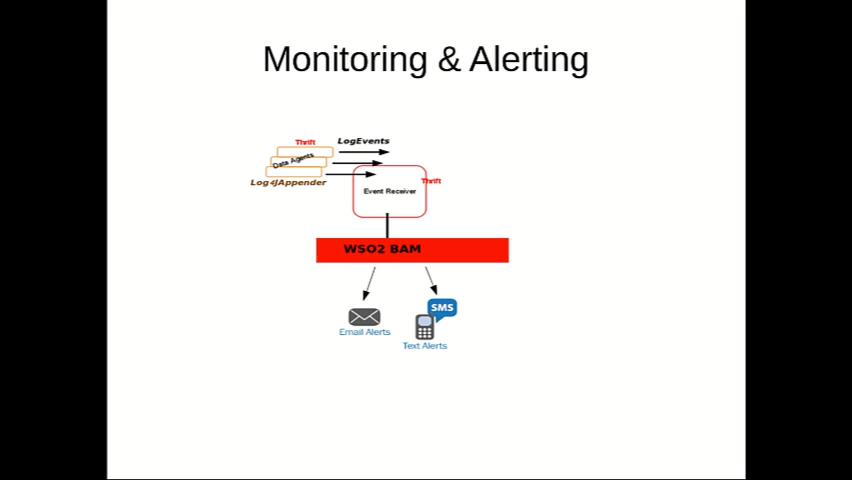 Monitoring & Alerting
Thrift
LogEvents
Data Agents
Log4JAppender
Thrift
Event Receiver
WSO2 BAM
SMS
Email Alerts
Text Alerts